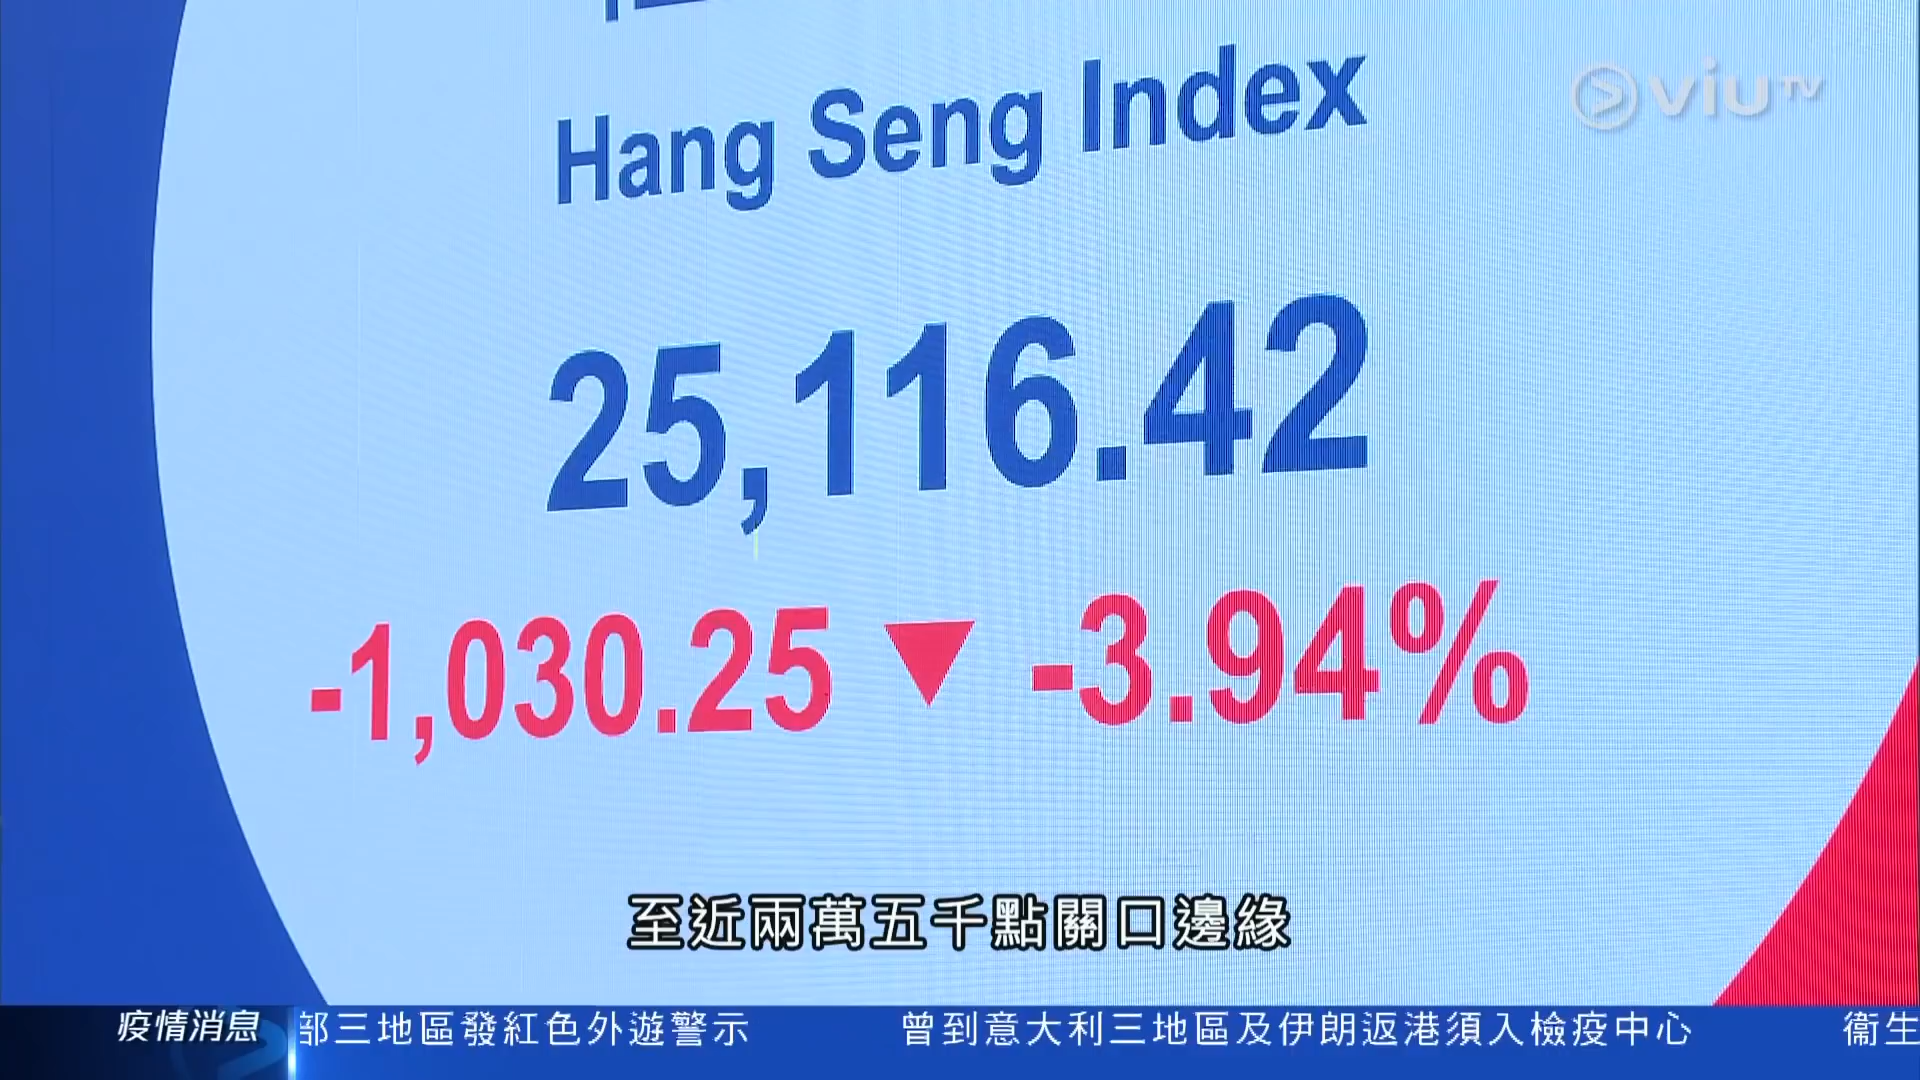 Hang Seng Index
viuTV
25,116.42
-1,030.25 ▼ -3.94%
至近兩萬五千點關口邊緣
疫情消息 部三地區發紅色外遊警示 曾到意大利三地區及伊朗返港須入檢疫中心 衞生